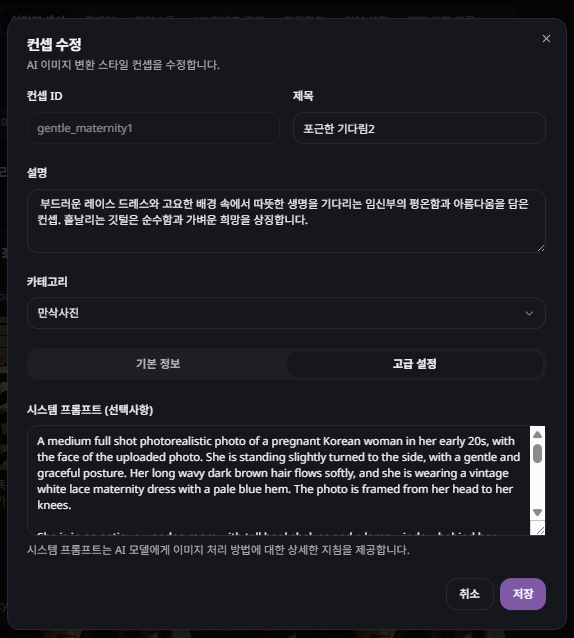 컨셉 수정
AI 이미지 변환 스타일 컨셉을 수정합니다.
컨셉 ID
제목
gentle_maternity1
포근한 기다림2
설명
부드러운 레이스 드레스와 고요한 배경 속에서 따뜻한 생명을 기다리는 임신부의 평온함과 아름다움을 담은
컨셉. 흩날리는 깃털은 순수함과 가벼운 희망을 상징합니다.
카테고리
만삭사진
기본 정보
고급 설정
시스템 프롬프트 (선택사항)
A medium full shot photorealistic photo of a pregnant Korean woman in her early 20s, with
the face of the uploaded photo. She is standing slightly turned to the side, with a gentle and
graceful posture. Her long wavy dark brown hair flows softly, and she is wearing a vintage
white lace maternity dress with a pale blue hem. The photo is framed from her head to her
knees.
시스템 프롬프트는 AI 모델에게 이미지 처리 방법에 대한 상세한 지침을 제공합니다.
취소
저장